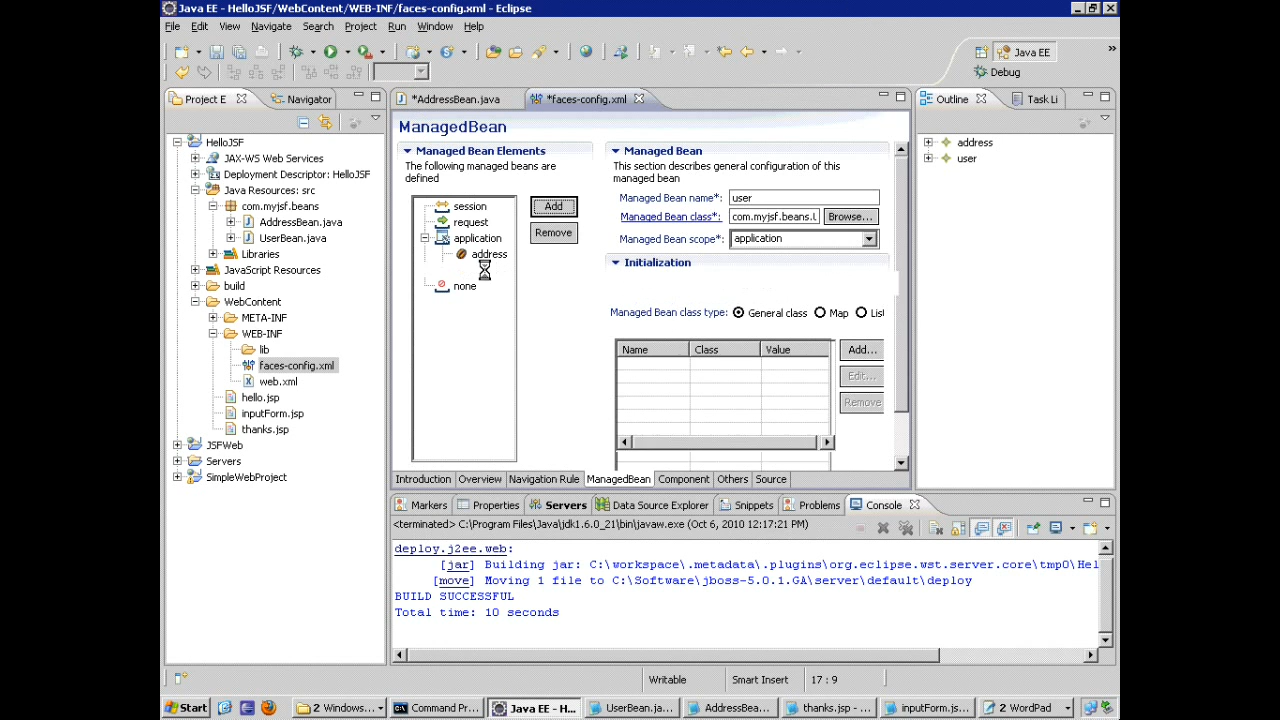 Java EE - HelloJSF/WebContent/WEB-INF/faces-config.xml - Eclipse
File Edit View Navigate Search Project Run Window Help
Java EE
Debug
Project E
Navigator
*AddressBean.java
*faces-config.xml
Outline
Task Li
HelloJSF
JAX-WS Web Services
Deployment Descriptor: HelloJSF
Java Resources: src
com.myjsf.beans
AddressBean.java
UserBean.java
Libraries
JavaScript Resources
build
WebContent
META-INF
WEB-INF
lib
faces-config.xml
web.xml
hello.jsp
inputForm.jsp
thanks.jsp
JSFWeb
Servers
SimpleWebProject
ManagedBean
Managed Bean Elements
The following managed beans are
defined
session
request
application
address
none
Add
Remove
Managed Bean
This section describes general configuration of this
managed bean
Managed Bean name*: user
Managed Bean class*: com.myjsf.beans. Browse...
Managed Bean scope*: application
Initialization
Managed Bean class type: General class Map List
Name Class Value
Add...
Edit...
Remove
Introduction Overview Navigation Rule ManagedBean Component Others Source
address
user
Markers Properties Servers Data Source Explorer Snippets Problems Console
<terminated> C:\Program Files\Java\jdk1.6.0_21\bin\javaw.exe (Oct 6, 2010 12:17:21 PM)
deploy.j2ee.web:
[jar] Building jar: C:\workspace\.metadata\.plugins\org.eclipse.wst.server.core\tmp0\Hel
[move] Moving 1 file to C:\Software\jboss-5.0.1.GA\server\default\deploy
BUILD SUCCESSFUL
Total time: 10 seconds
Writable Smart Insert 17 : 9
Start 2 Windows... Command Pr... Java EE - H... UserBean.ja... AddressBea... thanks.jsp - ... inputForm.js... 2 WordPad